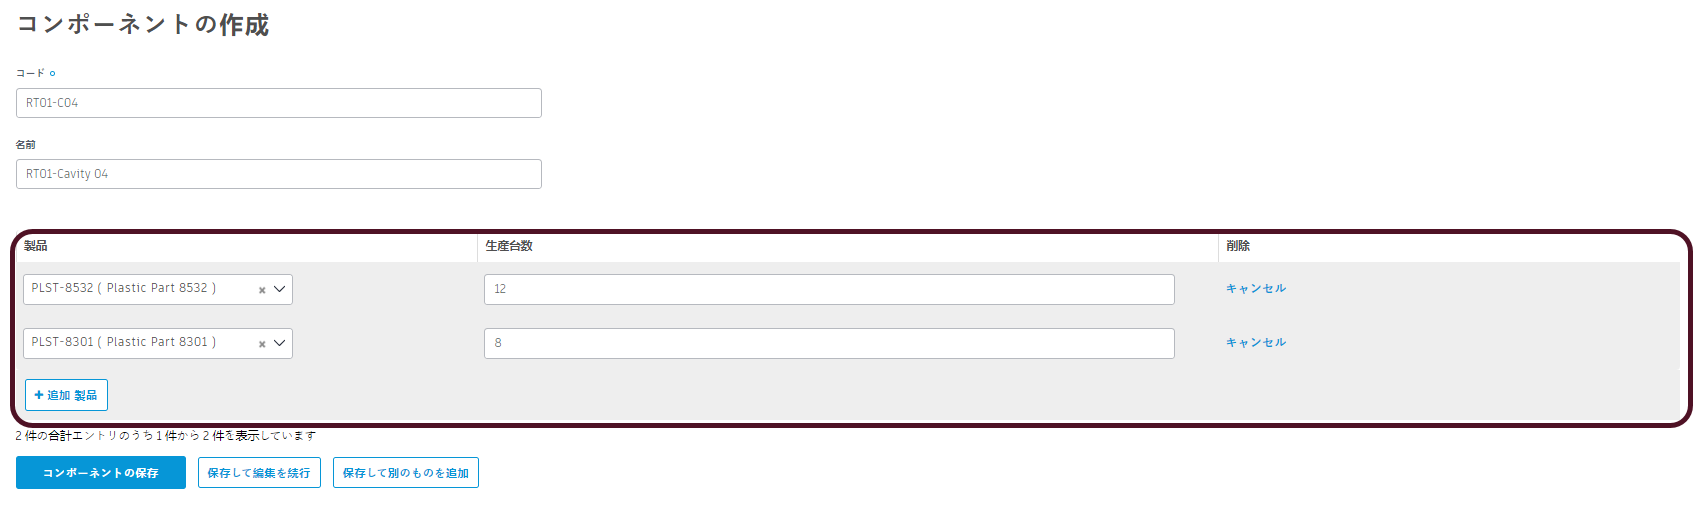 コンポーネントの作成
コード
RT01-C04
名前
RT01-Cavity 04
製品 生産台数 削除
PLST-8532 ( Plastic Part 8532 ) × 12 キャンセル
PLST-8301 ( Plastic Part 8301 ) × 8 キャンセル
+ 追加 製品
2 件の合計エントリのうち 1 件から 2 件を表示しています
コンポーネントの保存 保存して編集を続行 保存して別のものを追加